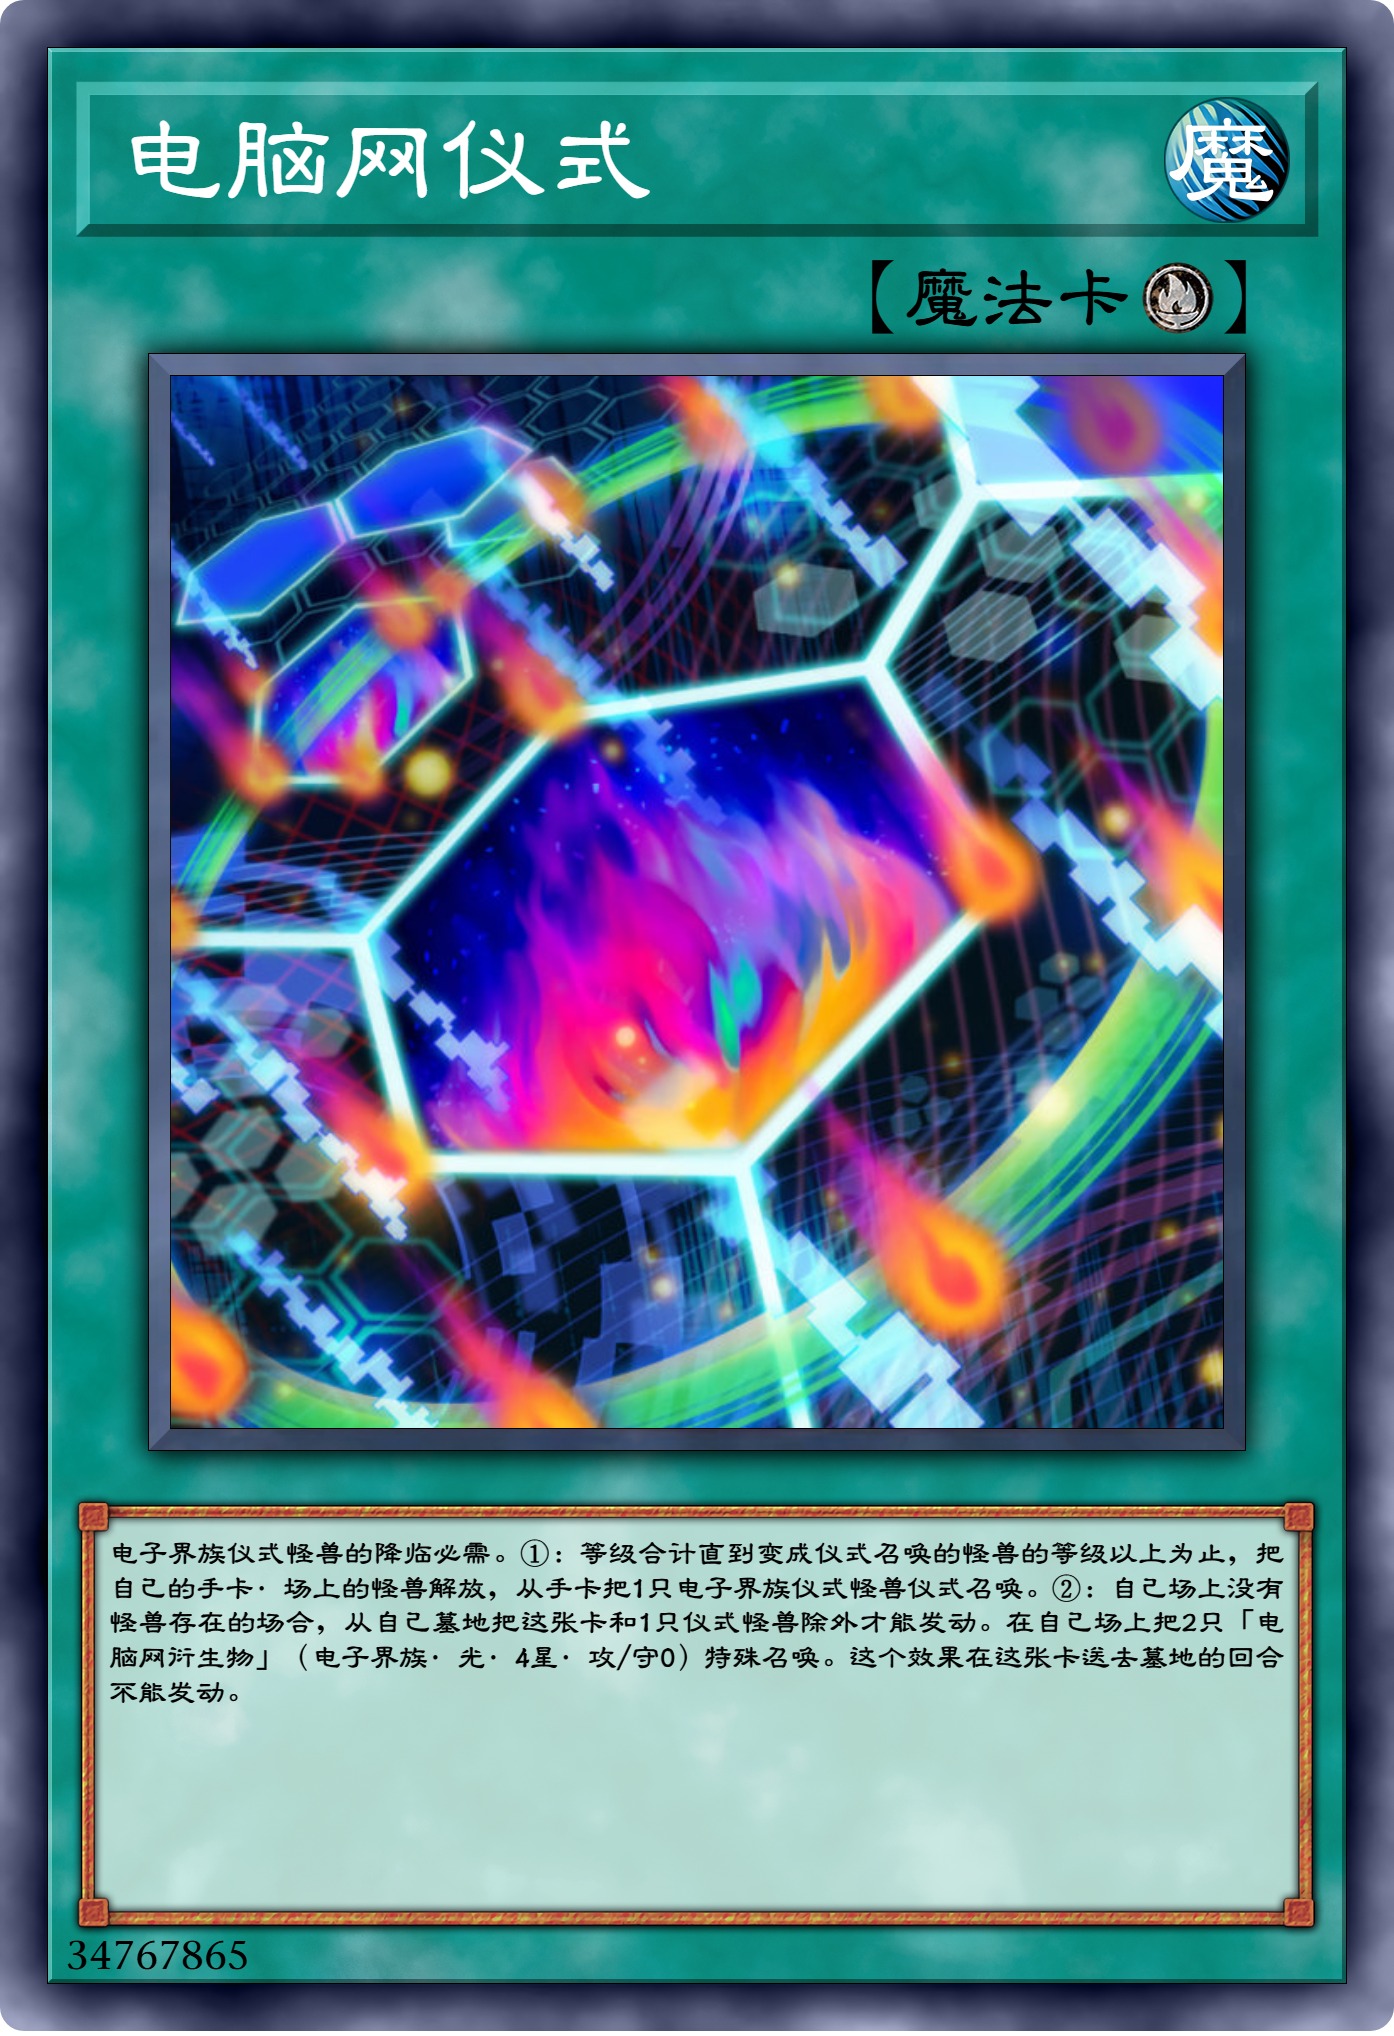 电脑网仪式
魔
【魔法卡】
电子界族仪式怪兽的降临必需。①：等级合计直到变成仪式召唤的怪兽的等级以上为止，把
自己的手卡·场上的怪兽解放，从手卡把1只电子界族仪式怪兽仪式召唤。②：自己场上没有
怪兽存在的场合，从自己墓地把这张卡和1只仪式怪兽除外才能发动。在自己场上把2只「电
脑网衍生物」（电子界族·光·4星·攻/守0）特殊召唤。这个效果在这张卡送去墓地的回合
不能发动。
34767865